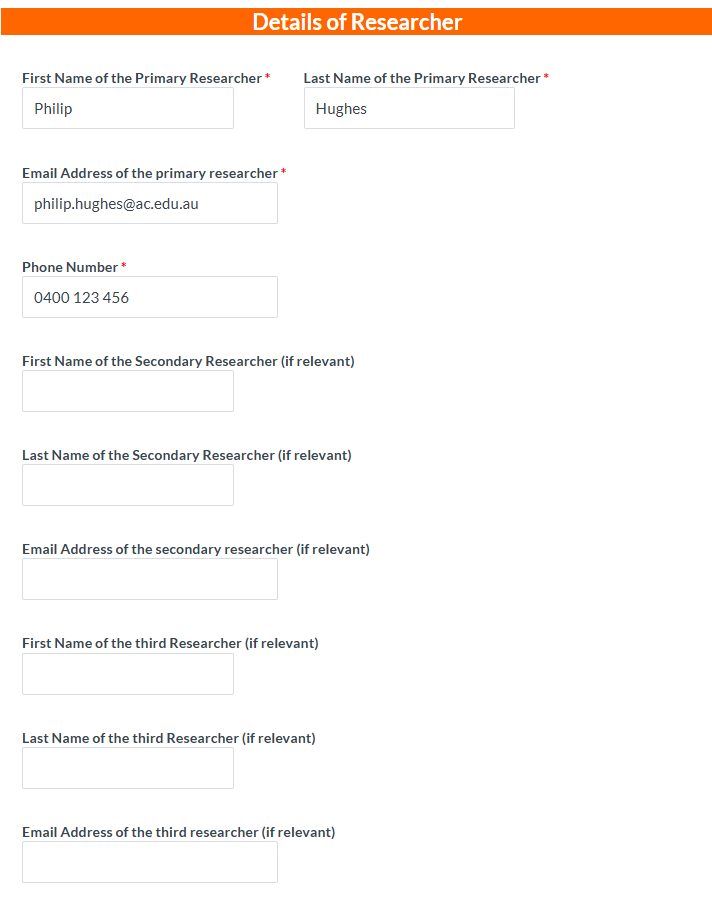 Details of Researcher
First Name of the Primary Researcher * Last Name of the Primary Researcher *
Philip Hughes
Email Address of the primary researcher *
philip.hughes@ac.edu.au
Phone Number *
0400 123 456
First Name of the Secondary Researcher (if relevant)
Last Name of the Secondary Researcher (if relevant)
Email Address of the secondary researcher (if relevant)
First Name of the third Researcher (if relevant)
Last Name of the third Researcher (if relevant)
Email Address of the third researcher (if relevant)